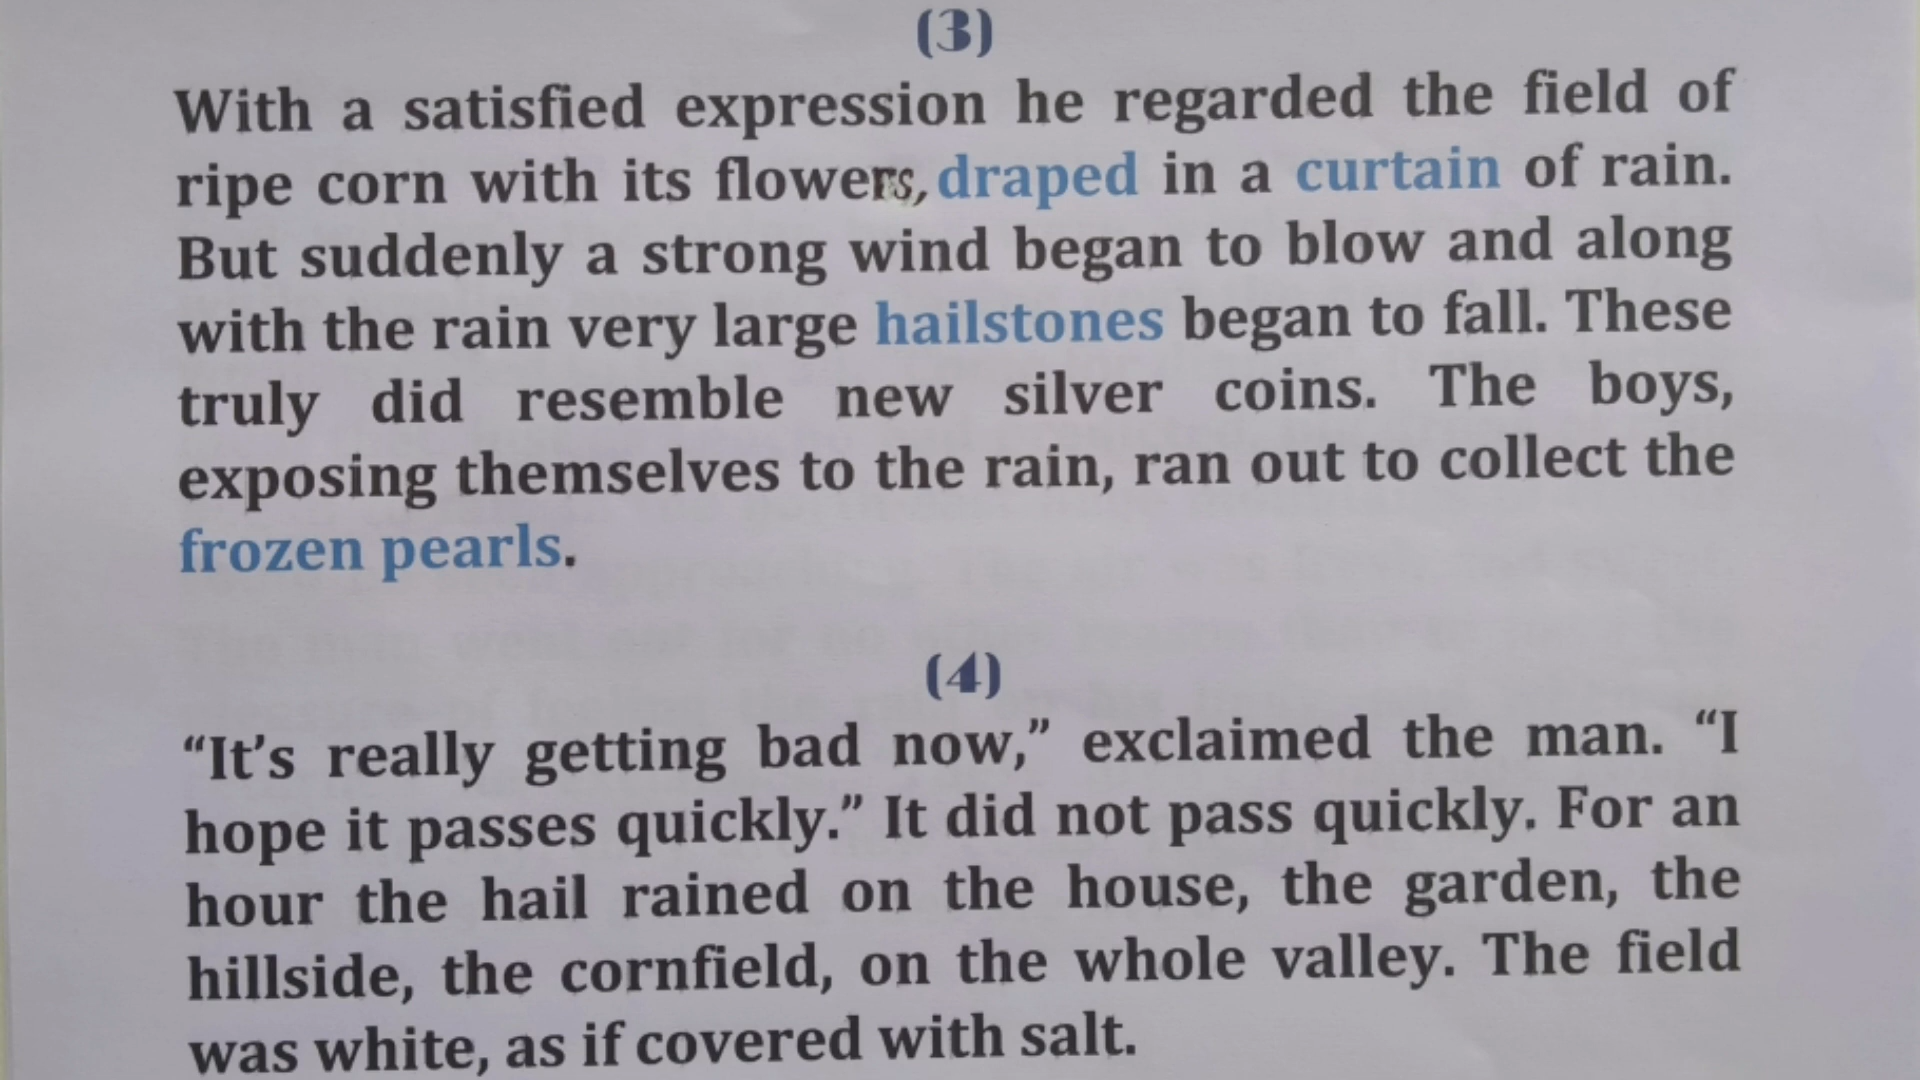 (3)
With a satisfied expression he regarded the field of
ripe corn with its flowers, draped in a curtain of rain.
But suddenly a strong wind began to blow and along
with the rain very large hailstones began to fall. These
truly did resemble new silver coins. The boys,
exposing themselves to the rain, ran out to collect the
frozen pearls.
(4)
“It’s really getting bad now,” exclaimed the man. “I
hope it passes quickly.” It did not pass quickly. For an
hour the hail rained on the house, the garden, the
hillside, the cornfield, on the whole valley. The field
was white, as if covered with salt.